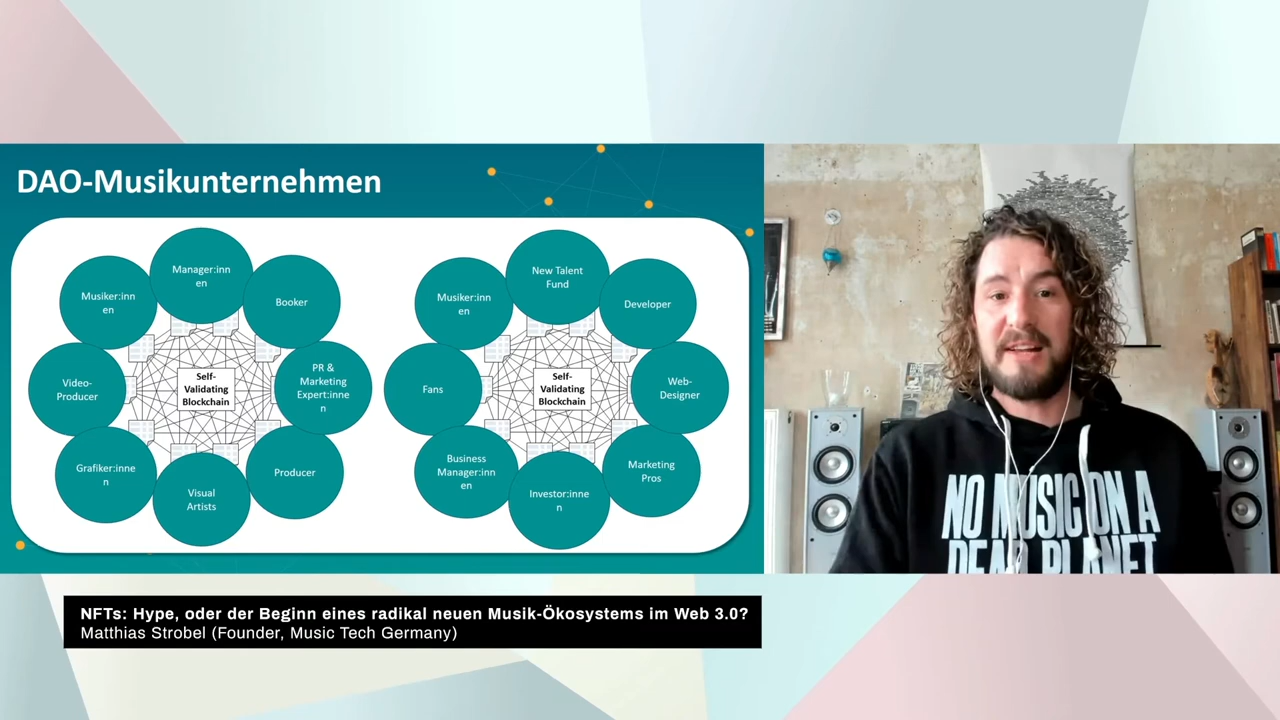 DAO-Musikunternehmen
Manager:inn
en
Musiker:inn
en
Booker
Video-
Producer
Self-
Validating
Blockchain
PR &
Marketing
Expert:inne
n
Grafiker:inne
n
Producer
Visual
Artists
New Talent
Fund
Musiker:inn
en
Developer
Fans
Self-
Validating
Blockchain
Web-
Designer
Business
Manager:inn
en
Marketing
Pros
Investor:inne
n
NO MUSIC ON A
DEAD PLANET
NFTs: Hype, oder der Beginn eines radikal neuen Musik-Ökosystems im Web 3.0?
Matthias Strobel (Founder, Music Tech Germany)